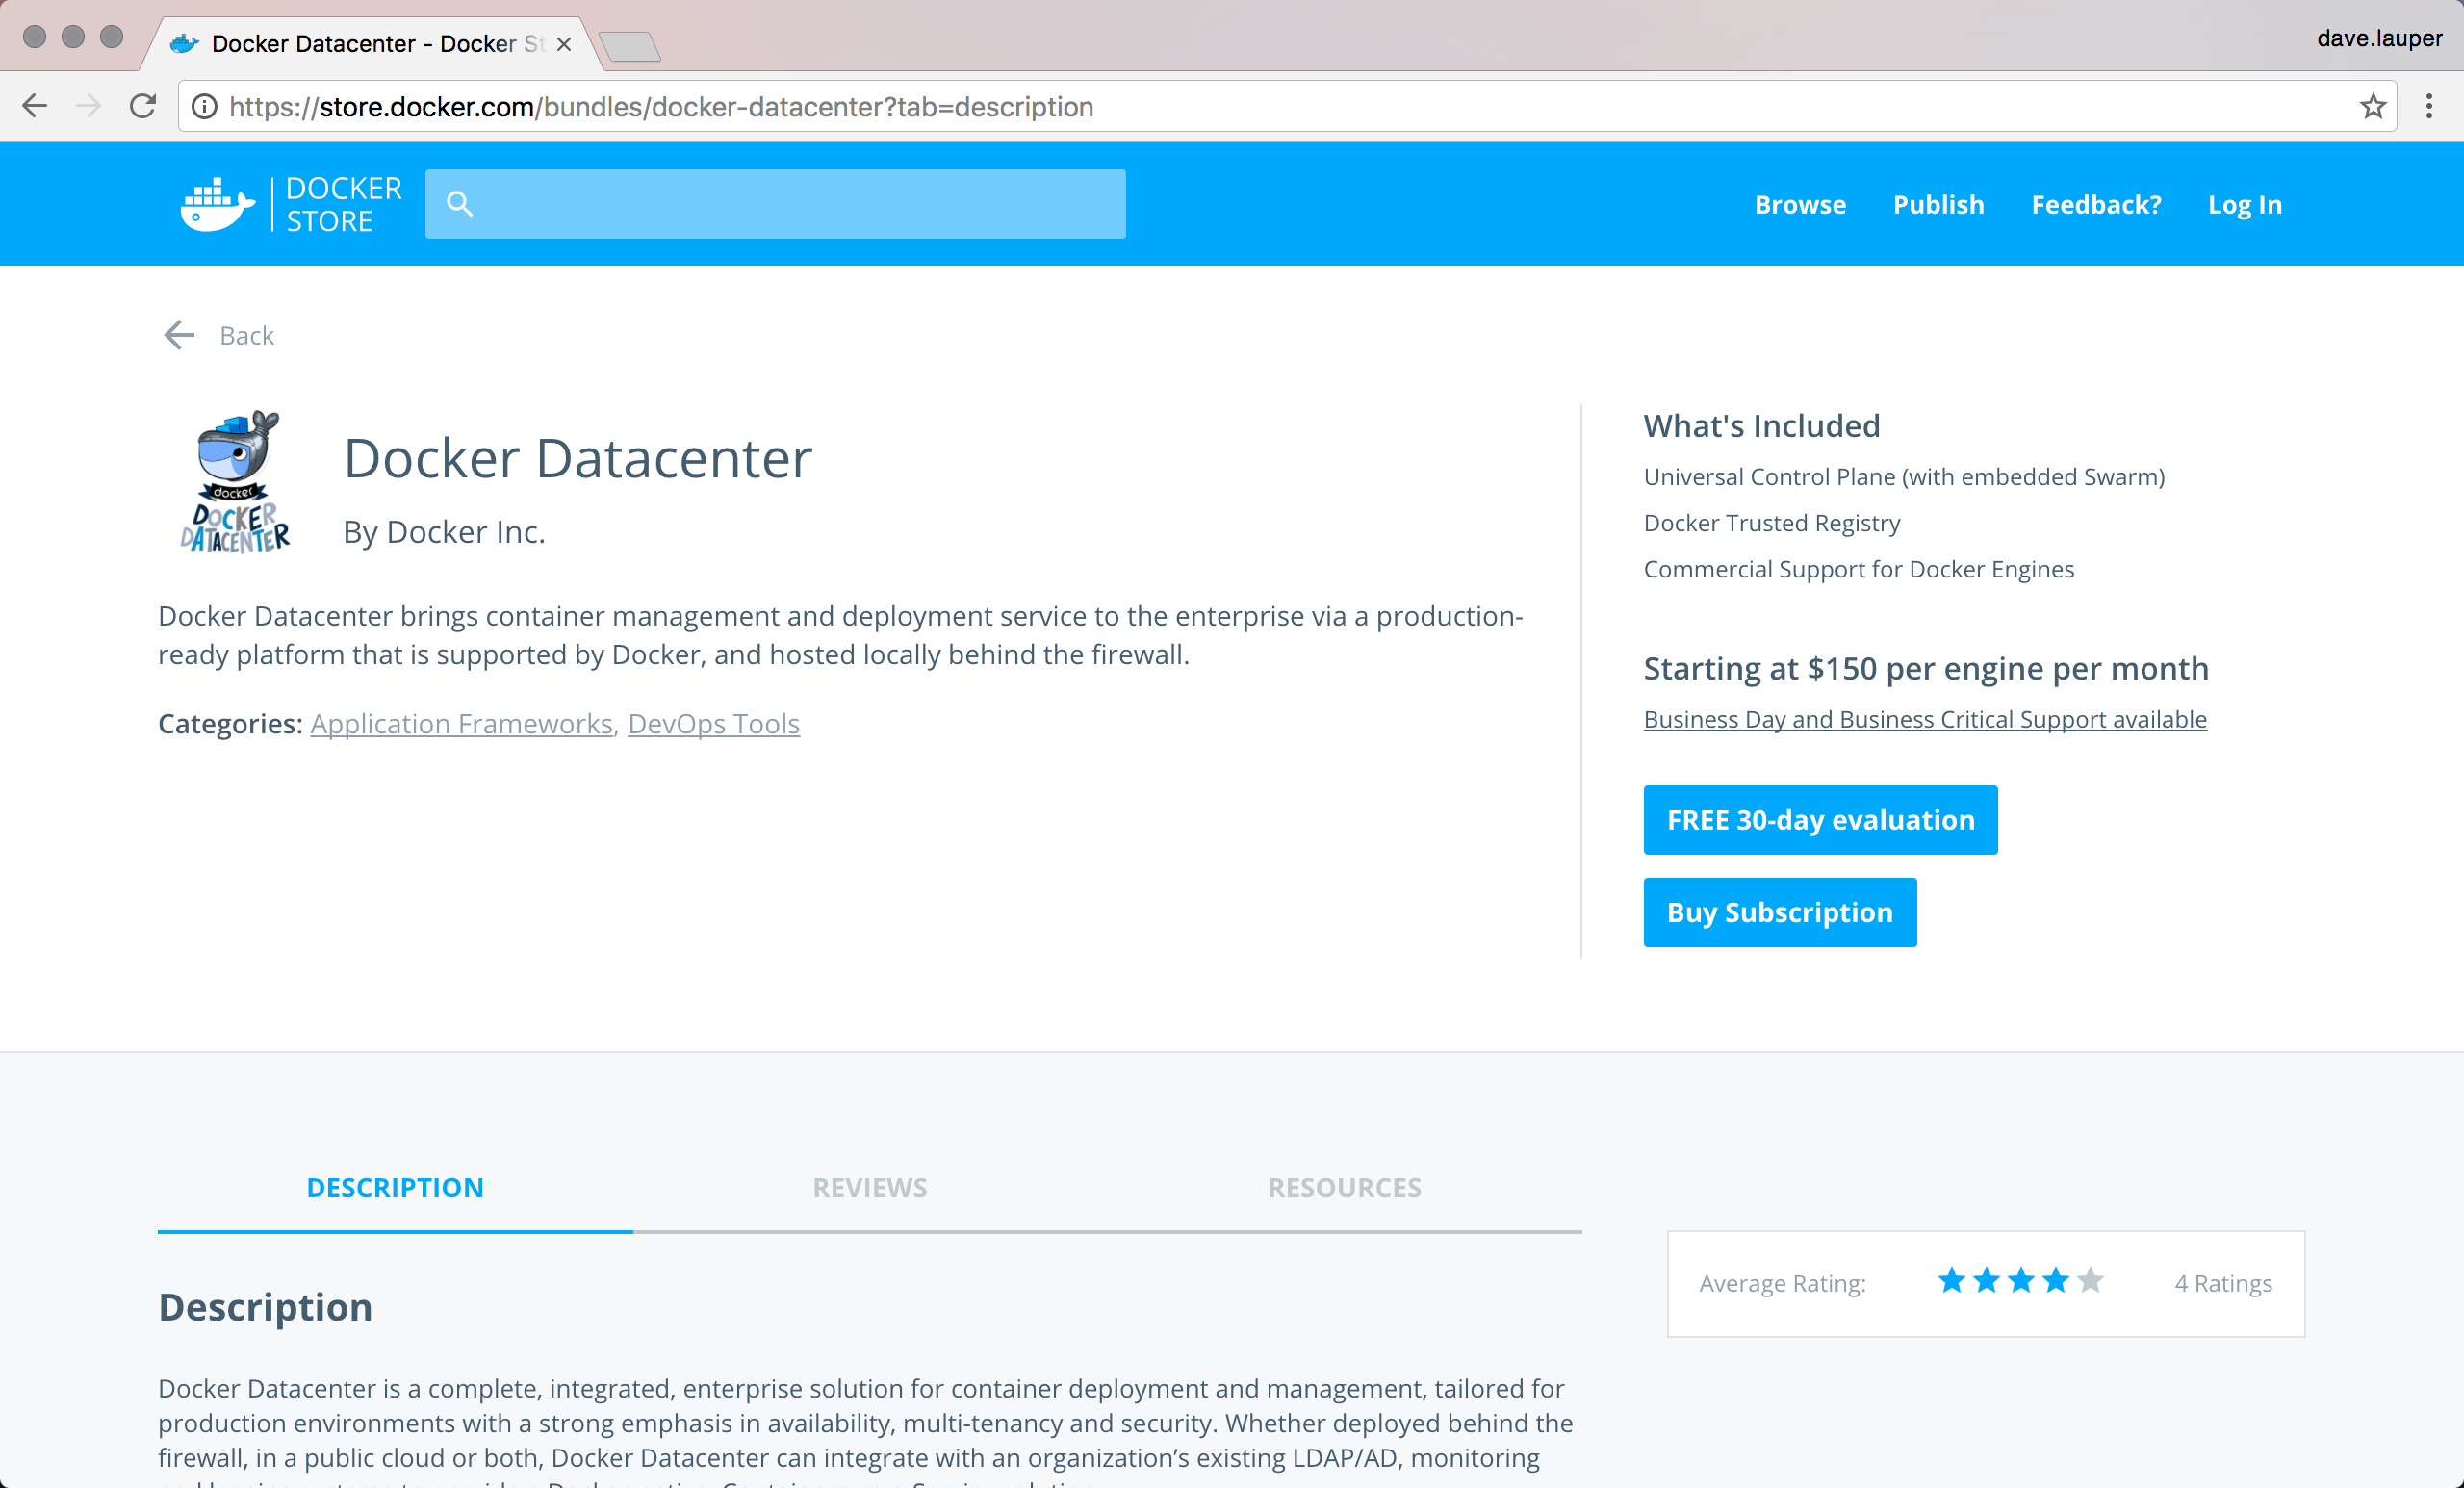 Docker Datacenter - Docker St
dave.lauper
https://store.docker.com/bundles/docker-datacenter?tab=description
DOCKER
STORE
Browse
Publish
Feedback?
Log In
Back
docker
DOCKER
DATACENTER
Docker Datacenter
By Docker Inc.
Docker Datacenter brings container management and deployment service to the enterprise via a production-
ready platform that is supported by Docker, and hosted locally behind the firewall.
Categories: Application Frameworks, DevOps Tools
What's Included
Universal Control Plane (with embedded Swarm)
Docker Trusted Registry
Commercial Support for Docker Engines
Starting at $150 per engine per month
Business Day and Business Critical Support available
FREE 30-day evaluation
Buy Subscription
DESCRIPTION
REVIEWS
RESOURCES
Description
Docker Datacenter is a complete, integrated, enterprise solution for container deployment and management, tailored for
production environments with a strong emphasis in availability, multi-tenancy and security. Whether deployed behind the
firewall, in a public cloud or both, Docker Datacenter can integrate with an organization’s existing LDAP/AD, monitoring
Average Rating:
4 Ratings